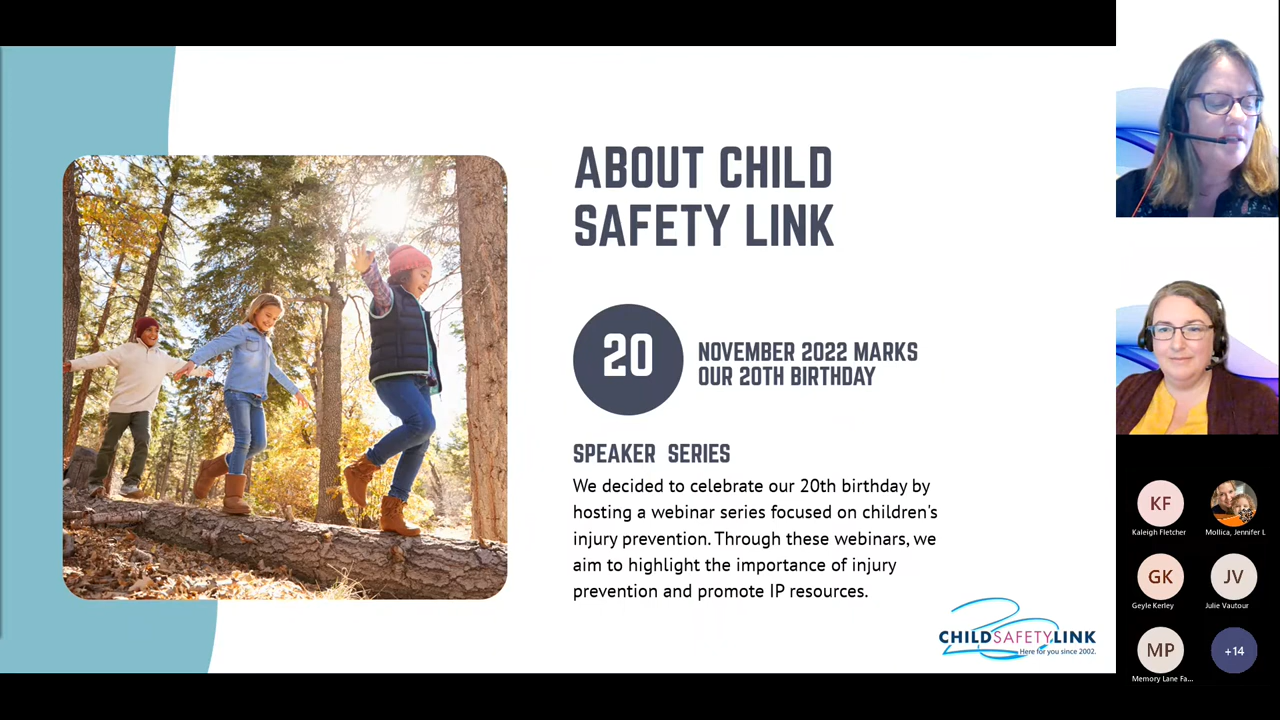 ABOUT CHILD
SAFETY LINK
20
NOVEMBER 2022 MARKS
OUR 20TH BIRTHDAY
SPEAKER SERIES
We decided to celebrate our 20th birthday by
hosting a webinar series focused on children's
injury prevention. Through these webinars, we
aim to highlight the importance of injury
prevention and promote IP resources.
20
CHILDSAFETYLINK
Here for you since 2002.
KF
Kaleigh Fletcher
Mollica, Jennifer L
GK
Geyle Kerley
JV
Julie Vautour
MP
Memory Lane Fa...
+14